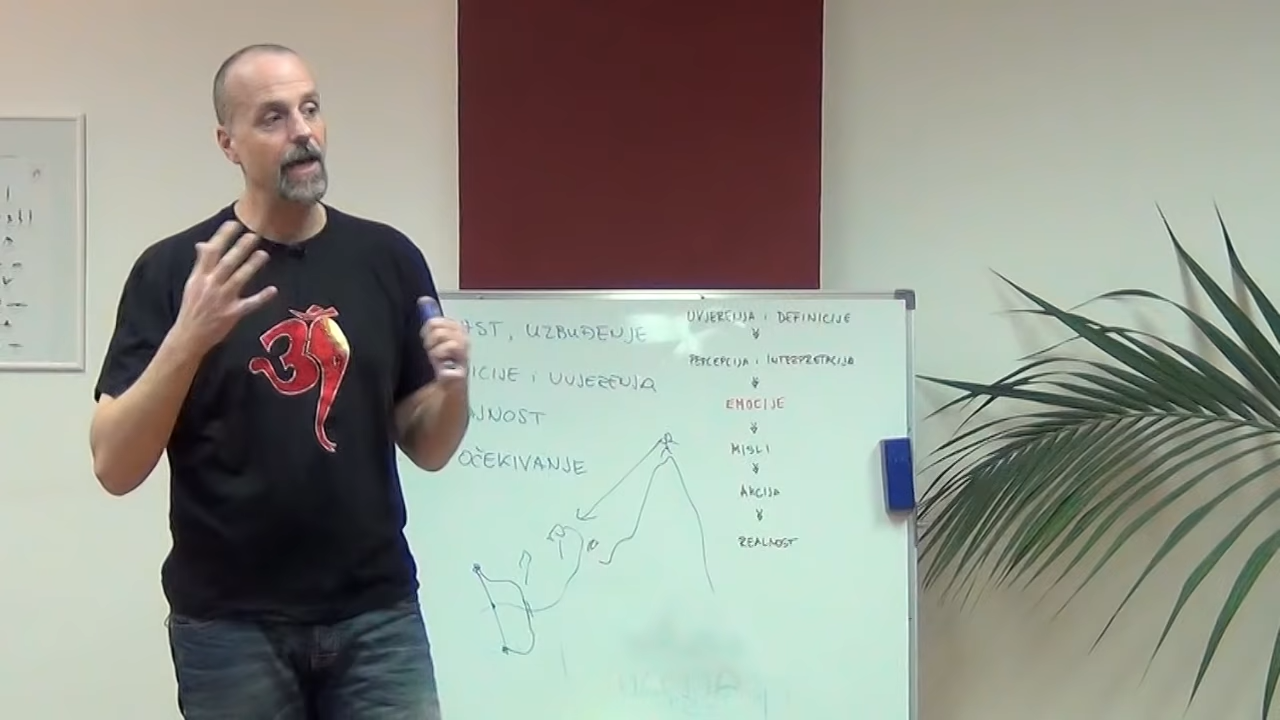 UZBUĐENJE
I UVJERENJA
OČEKIVANJE
UVJERENJA I DEFINICIJE
PERCEPCIJA I INTERPRETACIJA
EMOCIJE
MISLI
AKCIJA
REALNOST